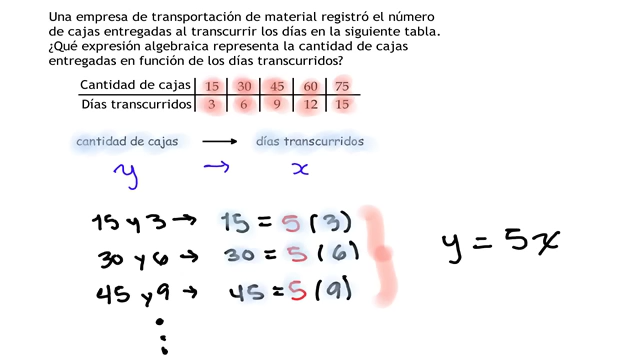 Una empresa de transportación de material registró el número
de cajas entregadas al transcurrir los días en la siguiente tabla.
¿Qué expresión algebraica representa la cantidad de cajas
entregadas en función de los días transcurridos?
Cantidad de cajas 15 30 45 60 75
Días transcurridos 3 6 9 12 15
cantidad de cajas → días transcurridos
y → x
15 y 3 → 15 = 5 (3)
30 y 6 → 30 = 5 (6)
45 y 9 → 45 = 5 (9)
y = 5x